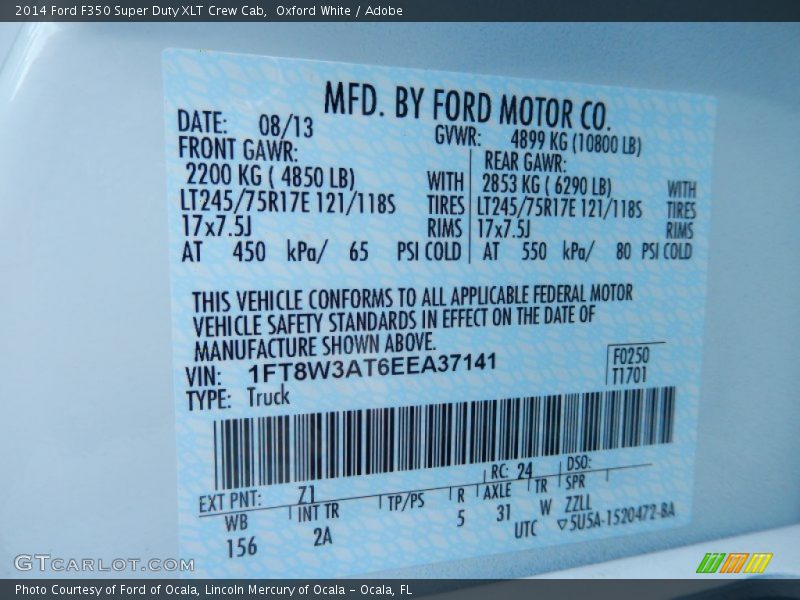 2014 Ford F350 Super Duty XLT Crew Cab, Oxford White / Adobe
MFD. BY FORD MOTOR CO.
DATE: 08/13
GVWR: 4899 KG (10800 LB)
FRONT GAWR:
REAR GAWR:
2200 KG ( 4850 LB) WITH
2853 KG ( 6290 LB) WITH
LT245/75R17E 121/118S TIRES
LT245/75R17E 121/118S TIRES
17x7.5J RIMS
17x7.5J RIMS
AT 450 kPa/ 65 PSI COLD
AT 550 kPa/ 80 PSI COLD
THIS VEHICLE CONFORMS TO ALL APPLICABLE FEDERAL MOTOR
VEHICLE SAFETY STANDARDS IN EFFECT ON THE DATE OF
MANUFACTURE SHOWN ABOVE.
VIN: 1FT8W3AT6EEA37141
F0250
TYPE: Truck
T1701
EXT PNT: Z1
RC: 24
DSO:
WB
INT TR
TP/PS
R
AXLE
TR
SPR
156
2A
5
31
W
ZZLL
UTC
▽5U5A-1520472-BA
GTCARLOT.COM
Photo Courtesy of Ford of Ocala, Lincoln Mercury of Ocala – Ocala, FL